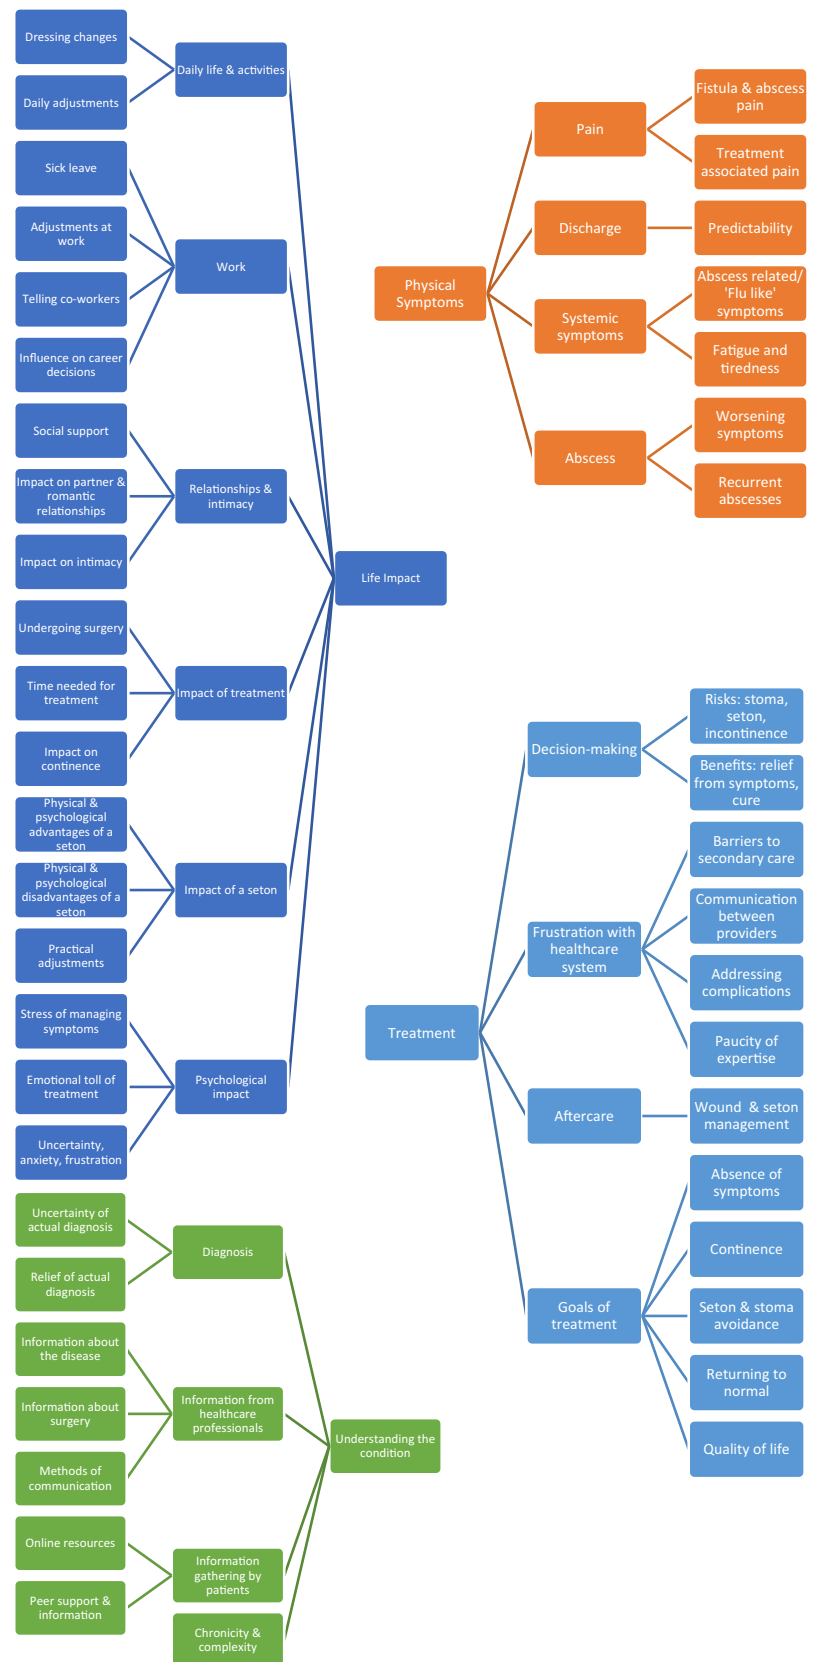 Dressing changes
Daily adjustments
Daily life & activities
Sick leave
Adjustments at
work
Telling co-workers
Influence on career
decisions
Work
Social support
Impact on partner &
romantic
relationships
Impact on intimacy
Relationships &
intimacy
Undergoing surgery
Time needed for
treatment
Impact on
continence
Impact of treatment
Physical &
psychological
advantages of a
seton
Physical &
psychological
disadvantages of a
seton
Practical
adjustments
Impact of a seton
Stress of managing
symptoms
Emotional toll of
treatment
Uncertainty,
anxiety, frustration
Psychological
impact
Life Impact
Physical
Symptoms
Pain
Fistula & abscess
pain
Treatment
associated pain
Discharge
Predictability
Systemic
symptoms
Abscess related/
'Flu like'
symptoms
Fatigue and
tiredness
Abscess
Worsening
symptoms
Recurrent
abscesses
Treatment
Decision-making
Risks: stoma,
seton,
incontinence
Benefits: relief
from symptoms,
cure
Frustration with
healthcare
system
Barriers to
secondary care
Communication
between
providers
Addressing
complications
Paucity of
expertise
Aftercare
Wound & seton
management
Goals of
treatment
Absence of
symptoms
Continence
Seton & stoma
avoidance
Returning to
normal
Quality of life
Uncertainty of
actual diagnosis
Relief of actual
diagnosis
Diagnosis
Information about
the disease
Information about
surgery
Methods of
communication
Information from
healthcare
professionals
Online resources
Peer support &
information
Information
gathering by
patients
Chronicity &
complexity
Understanding the
condition